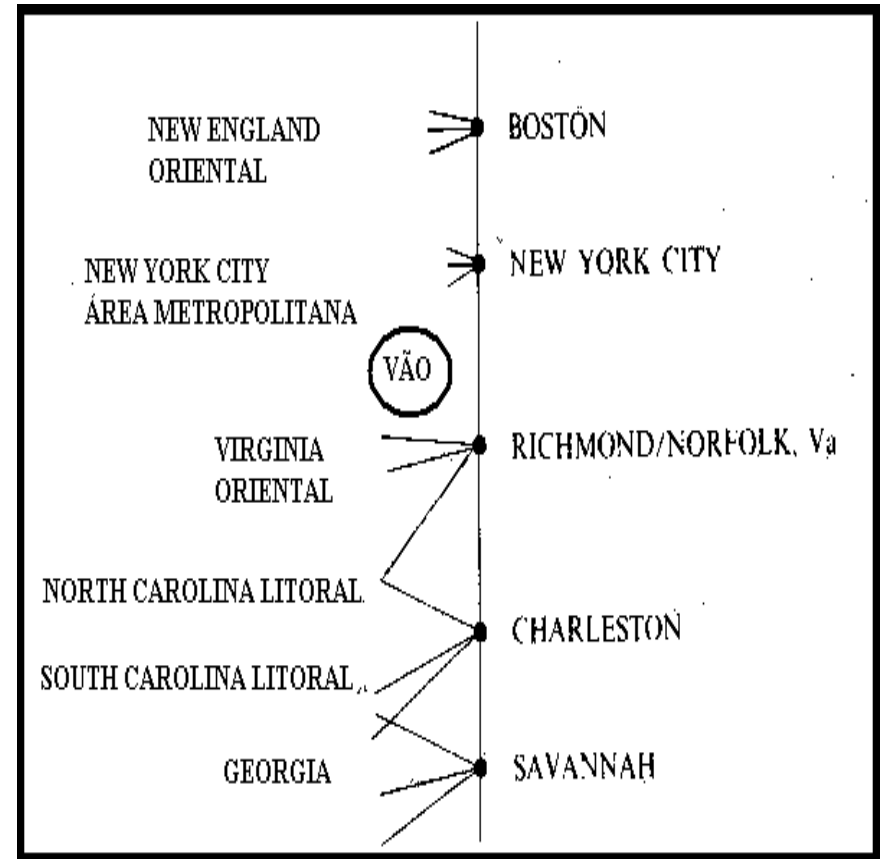 NEW ENGLAND
ORIENTAL
BOSTON
NEW YORK CITY
ÁREA METROPOLITANA
NEW YORK CITY
VÃO
VIRGINIA
ORIENTAL
RICHMOND/NORFOLK, Va
NORTH CAROLINA LITORAL
CHARLESTON
SOUTH CAROLINA LITORAL
GEORGIA
SAVANNAH